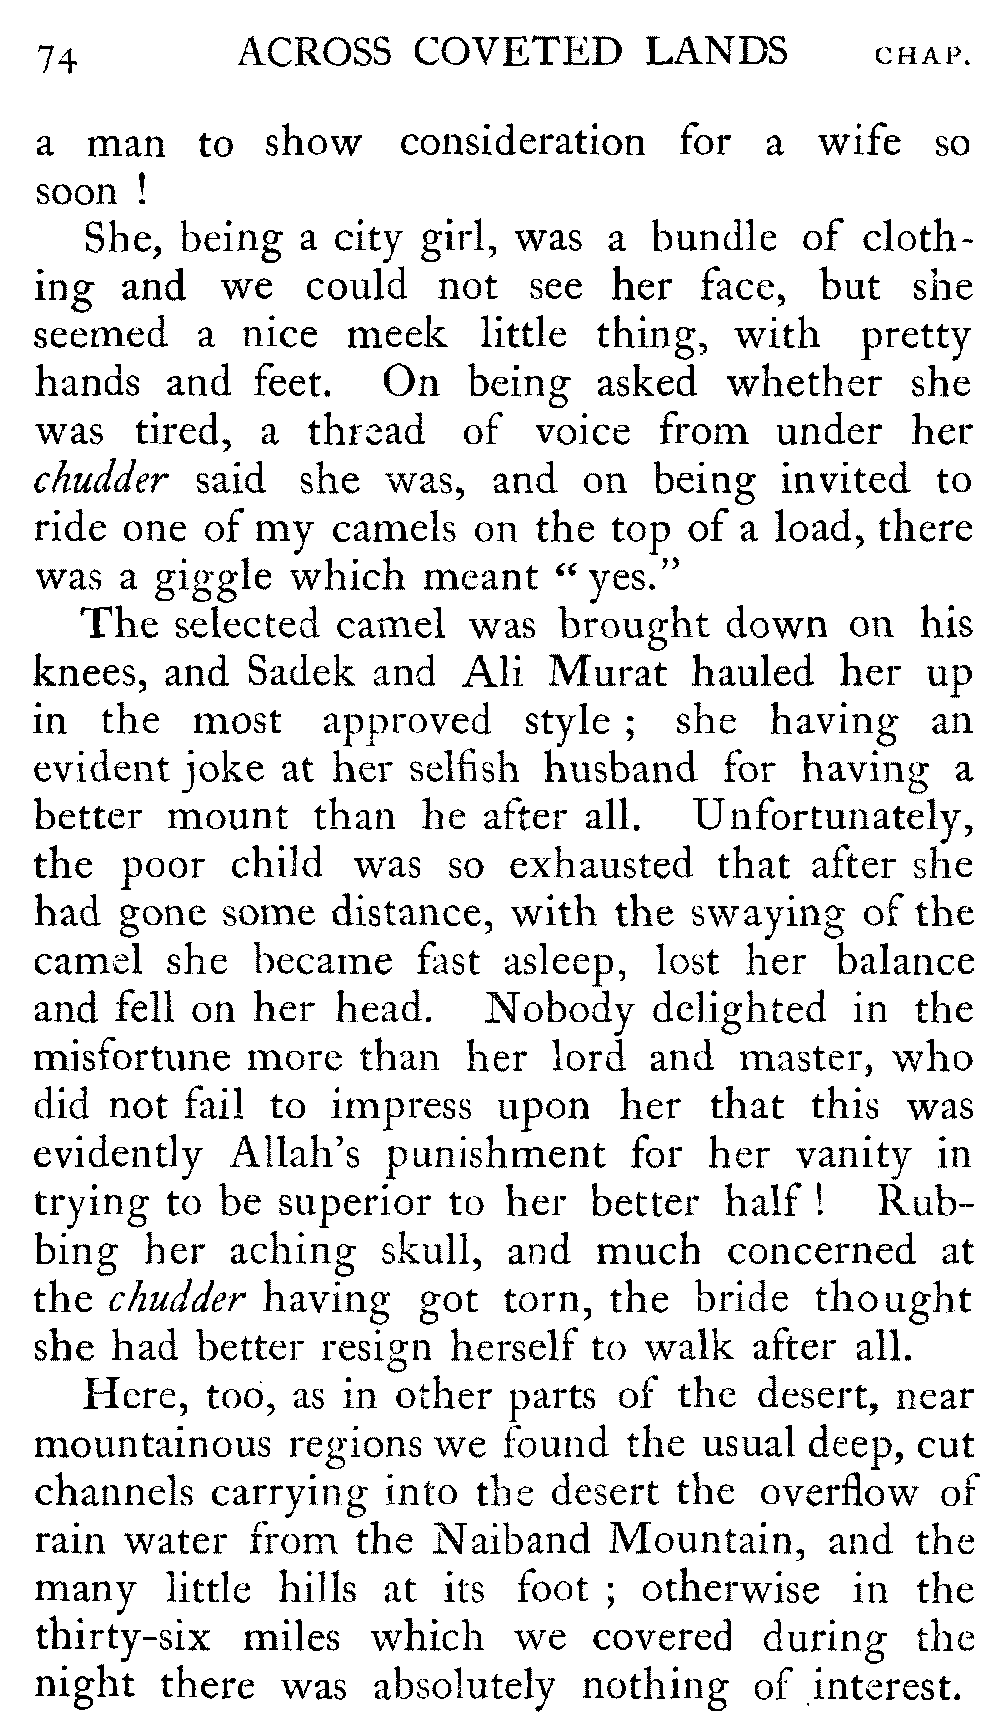 74 ACROSS COVETED LANDS CHAP.
a man to show consideration for a wife so
soon !
She, being a city girl, was a bundle of cloth-
ing and we could not see her face, but she
seemed a nice meek little thing, with pretty
hands and feet. On being asked whether she
was tired, a thread of voice from under her
chudder said she was, and on being invited to
ride one of my camels on the top of a load, there
was a giggle which meant “ yes.”
The selected camel was brought down on his
knees, and Sadek and Ali Murat hauled her up
in the most approved style ; she having an
evident joke at her selfish husband for having a
better mount than he after all. Unfortunately,
the poor child was so exhausted that after she
had gone some distance, with the swaying of the
camel she became fast asleep, lost her balance
and fell on her head. Nobody delighted in the
misfortune more than her lord and master, who
did not fail to impress upon her that this was
evidently Allah’s punishment for her vanity in
trying to be superior to her better half ! Rub-
bing her aching skull, and much concerned at
the chudder having got torn, the bride thought
she had better resign herself to walk after all.
Here, too, as in other parts of the desert, near
mountainous regions we found the usual deep, cut
channels carrying into the desert the overflow of
rain water from the Naiband Mountain, and the
many little hills at its foot ; otherwise in the
thirty-six miles which we covered during the
night there was absolutely nothing of interest.